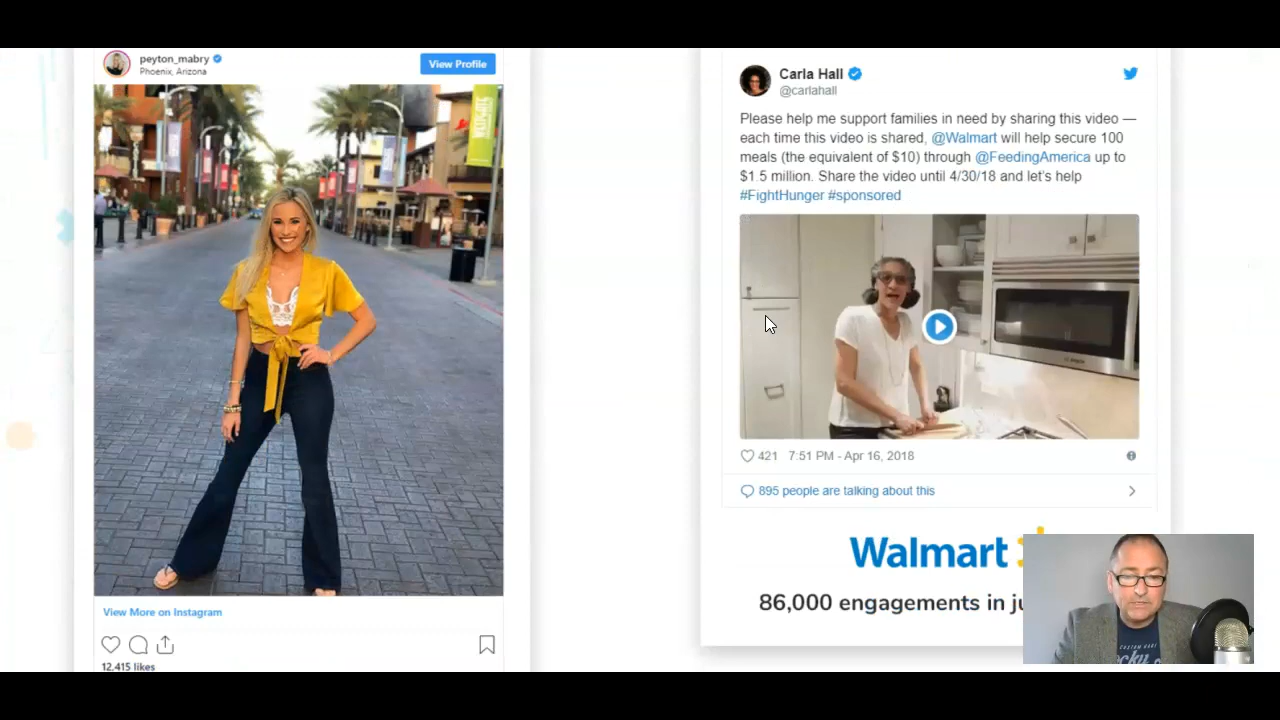 peyton_mabry
Phoenix, Arizona
View Profile
View More on Instagram
12,415 likes
Carla Hall
@carlahall
Please help me support families in need by sharing this video —
each time this video is shared, @Walmart will help secure 100
meals (the equivalent of $10) through @FeedingAmerica up to
$1.5 million. Share the video until 4/30/18 and let's help
#FightHunger #sponsored
421 7:51 PM - Apr 16, 2018
895 people are talking about this
Walmart
86,000 engagements in